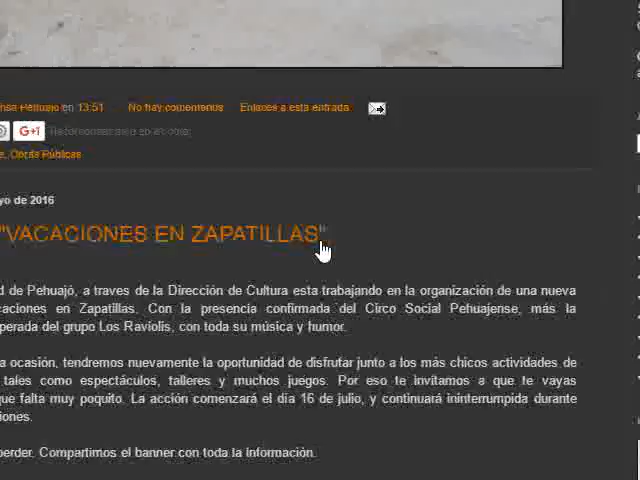 nsa Pehuajo en 13:51 No hay comentarios Enlaces a esta entrada
G+1 Recomendar esto en
e, Obras Públicas
yo de 2016
"VACACIONES EN ZAPATILLAS"
d de Pehuajó, a traves de la Dirección de Cultura esta trabajando en la organización de una nueva
caciones en Zapatillas. Con la presencia confirmada del Circo Social Pehuajense, más la
perada del grupo Los Raviolis, con toda su música y humor.
a ocasión, tendremos nuevamente la oportunidad de disfrutar junto a los más chicos actividades de
tales como espectáculos, talleres y muchos juegos. Por eso te invitamos a que te vayas
que falta muy poquito. La acción comenzará el día 16 de julio, y continuará ininterrumpida durante
iones.
perder. Compartimos el banner con toda la información.